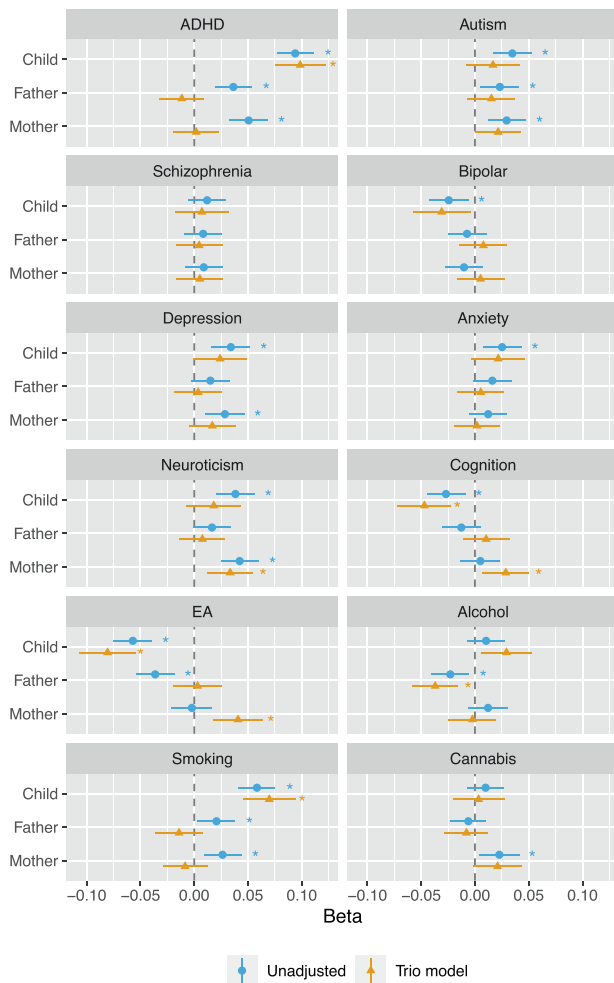 ADHD Autism
Child * * *
Father * *
Mother * *
Schizophrenia Bipolar
Child *
Father
Mother
Depression Anxiety
Child * *
Father
Mother *
Neuroticism Cognition
Child * * *
Father
Mother * * *
EA Alcohol
Child * *
Father * * *
Mother *
Smoking Cannabis
Child * *
Father *
Mother * *
−0.10 −0.05 0.00 0.05 0.10 −0.10 −0.05 0.00 0.05 0.10
Beta
Unadjusted Trio model